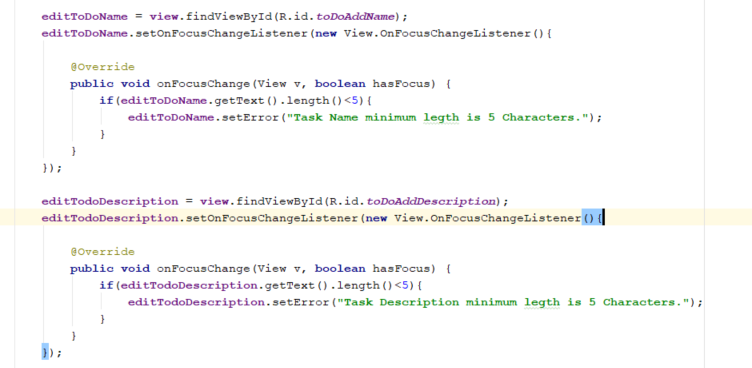 editToDoName = view.findViewById(R.id.toDoAddName);
editToDoName.setOnFocusChangeListener(new View.OnFocusChangeListener(){
@Override
public void onFocusChange(View v, boolean hasFocus) {
if(editToDoName.getText().length()<5){
editToDoName.setError("Task Name minimum legth is 5 Characters.");
}
}
});
editTodoDescription = view.findViewById(R.id.toDoAddDescription);
editTodoDescription.setOnFocusChangeListener(new View.OnFocusChangeListener(){
@Override
public void onFocusChange(View v, boolean hasFocus) {
if(editTodoDescription.getText().length()<5){
editTodoDescription.setError("Task Description minimum legth is 5 Characters.");
}
}
});